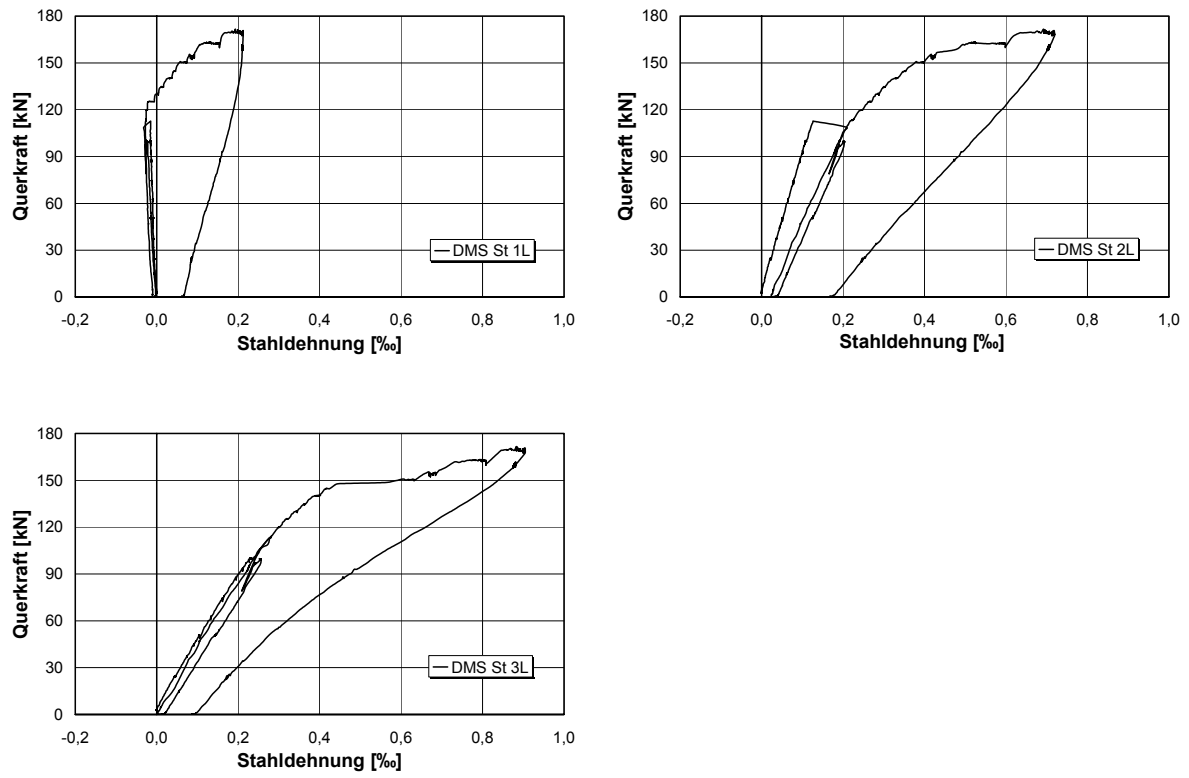 180
150
120
90
60
30
0
Querkraft [kN]
DMS St 1L
-0,2 0,0 0,2 0,4 0,6 0,8 1,0
Stahldehnung [‰]
180
150
120
90
60
30
0
Querkraft [kN]
DMS St 2L
-0,2 0,0 0,2 0,4 0,6 0,8 1,0
Stahldehnung [‰]
180
150
120
90
60
30
0
Querkraft [kN]
DMS St 3L
-0,2 0,0 0,2 0,4 0,6 0,8 1,0
Stahldehnung [‰]